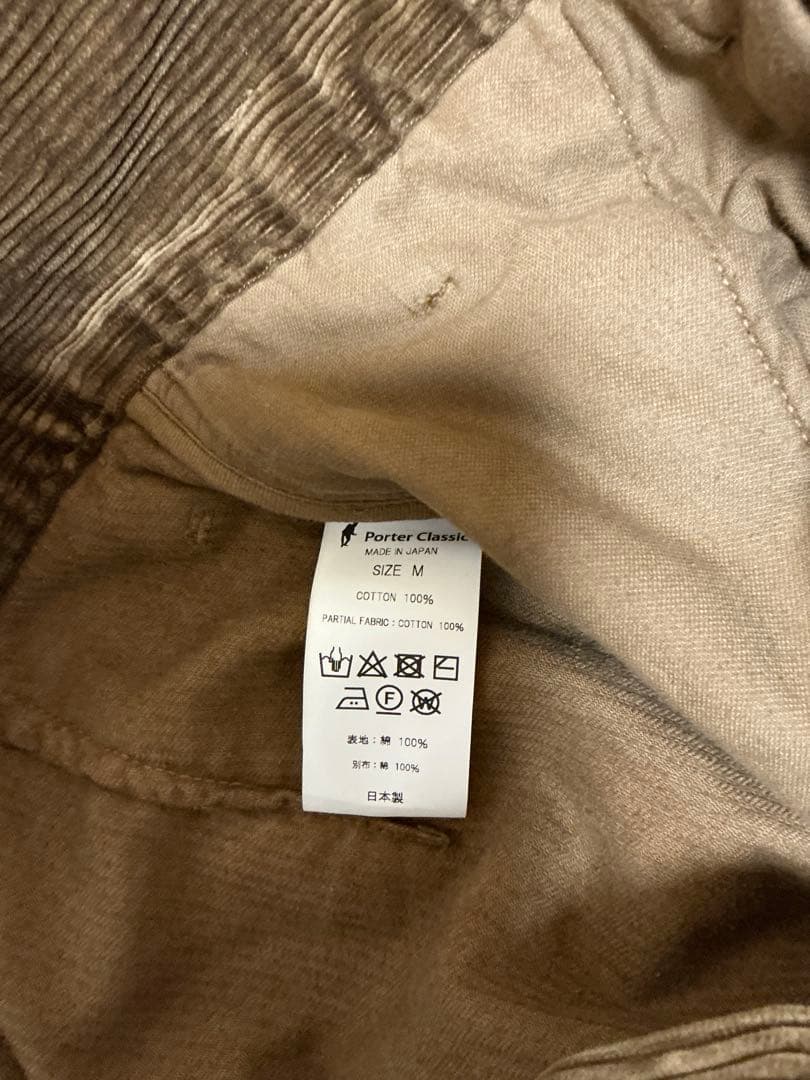 Porter Classic
MADE IN JAPAN
SIZE M
COTTON 100%
PARTIAL FABRIC : COTTON 100%
F
W
表地 : 綿 100%
別布 : 綿 100%
日本製